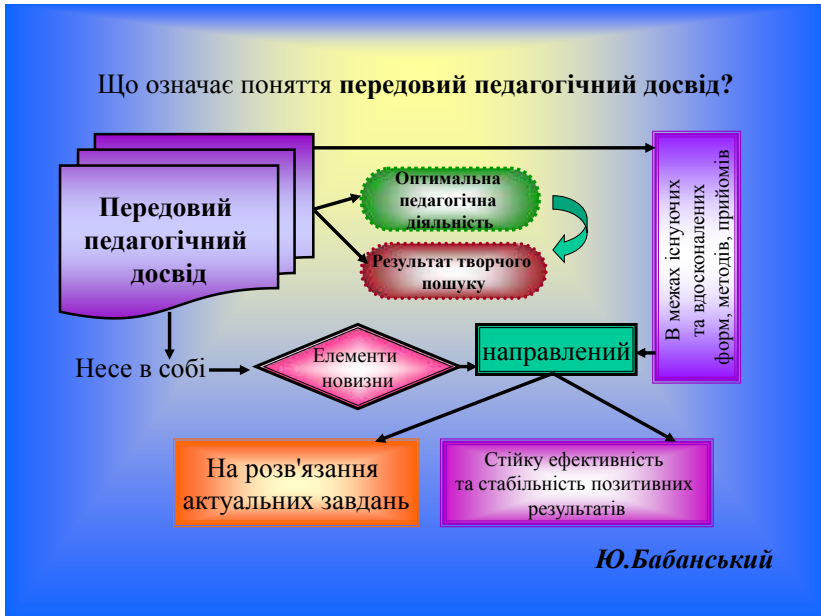 Що означає поняття передовий педагогічний досвід?
Передовий
педагогічний
досвід
Оптимальна
педагогічна
діяльність
Результат творчого
пошуку
В межах існуючих
та вдосконалених
форм, методів, прийомів
Несе в собі
Елементи
новизни
направлений
На розв'язання
актуальних завдань
Стійку ефективність
та стабільність позитивних
результатів
Ю.Бабанський